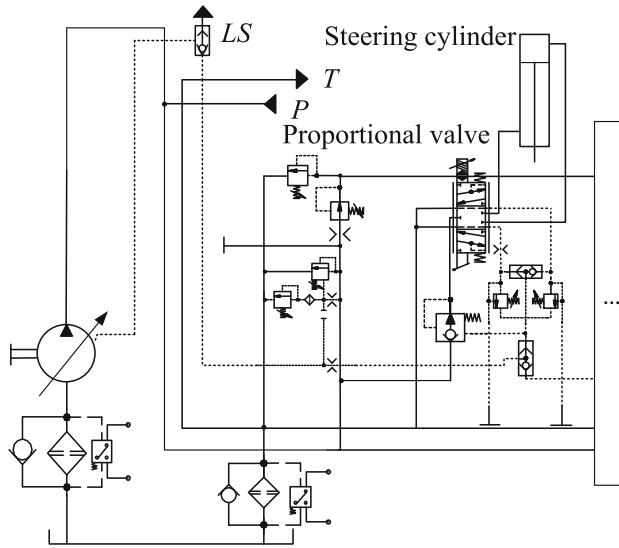 LS
Steering cylinder
T
P
Proportional valve
...